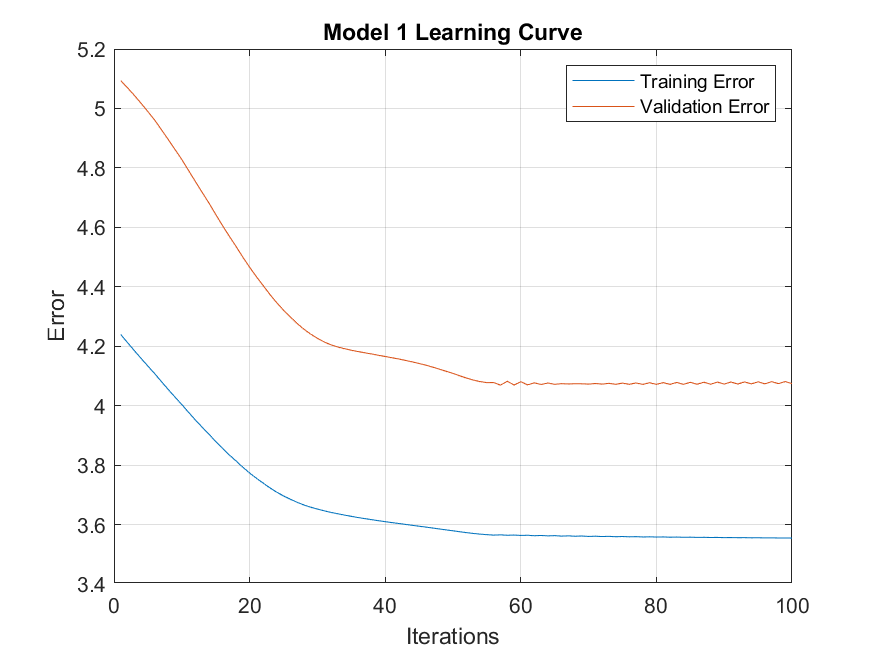 Model 1 Learning Curve
5.2
5
4.8
4.6
4.4
4.2
4
3.8
3.6
3.4
Error
Training Error
Validation Error
0 20 40 60 80 100
Iterations